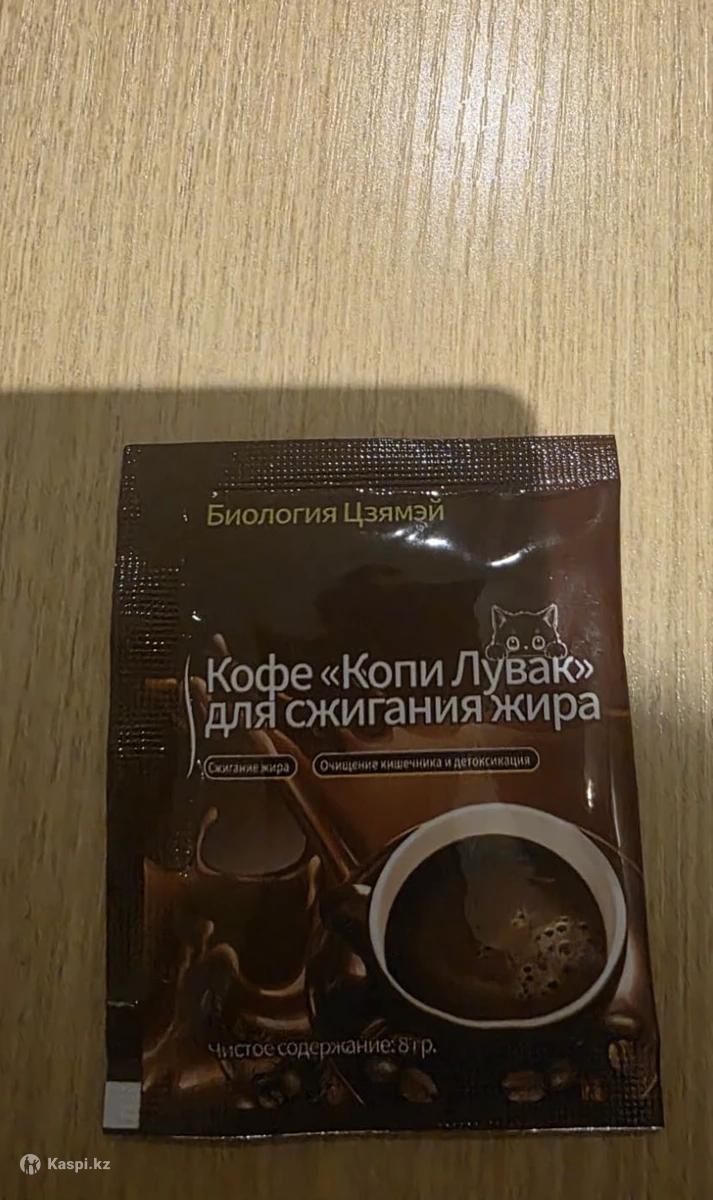 Биология Цзямэй
Кофе «Копи Лувак»
для сжигания жира
Сжигание жира
Очищение кишечника и детоксикация
Чистое содержание: 8 гр.
Kaspi.kz